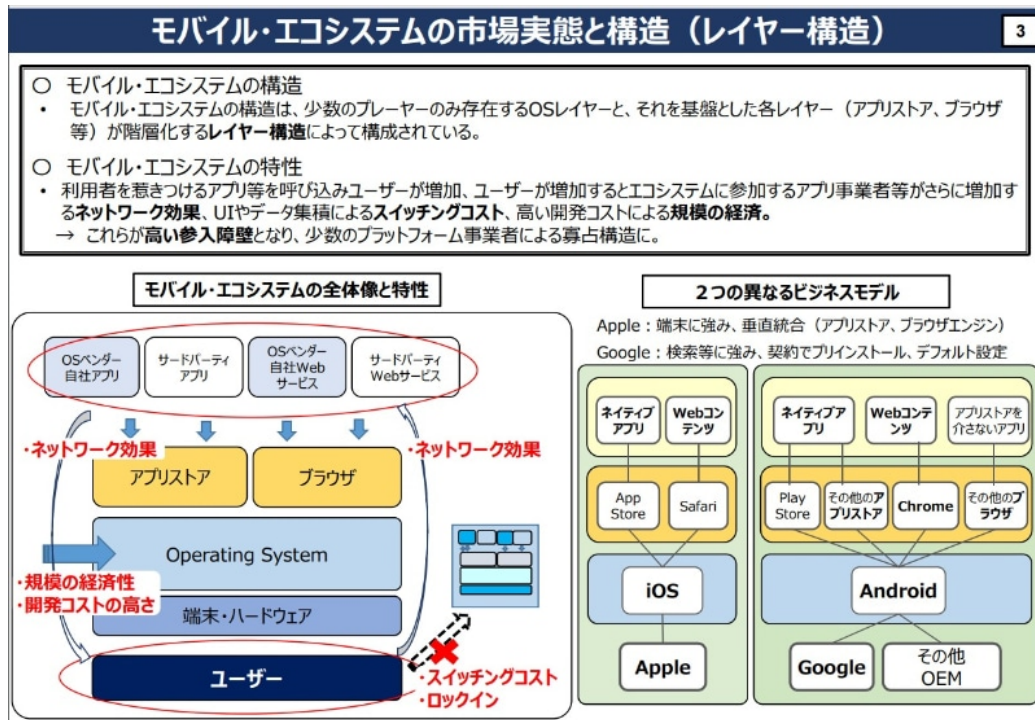 モバイル・エコシステムの市場実態と構造（レイヤー構造）
3
○ モバイル・エコシステムの構造
・ モバイル・エコシステムの構造は、少数のプレーヤーのみ存在するOSレイヤーと、それを基盤とした各レイヤー（アプリストア、ブラウザ
等）が階層化するレイヤー構造によって構成されている。
○ モバイル・エコシステムの特性
・ 利用者を惹きつけるアプリ等を呼び込みユーザーが増加、ユーザーが増加するとエコシステムに参加するアプリ事業者等がさらに増加す
るネットワーク効果、UIやデータ集積によるスイッチングコスト、高い開発コストによる規模の経済。
→ これらが高い参入障壁となり、少数のプラットフォーム事業者による寡占構造に。
モバイル・エコシステムの全体像と特性
OSベンダー
自社アプリ
サードパーティ
アプリ
OSベンダー
自社Web
サービス
サードパーティ
Webサービス
・ネットワーク効果
・ネットワーク効果
アプリストア
ブラウザ
Operating System
・規模の経済性
・開発コストの高さ
端末・ハードウェア
ユーザー
・スイッチングコスト
・ロックイン
２つの異なるビジネスモデル
Apple：端末に強み、垂直統合（アプリストア、ブラウザエンジン）
Google：検索等に強み、契約でプリインストール、デフォルト設定
ネイティブ
アプリ
Webコン
テンツ
App
Store
Safari
iOS
Apple
ネイティブア
プリ
Webコンテ
ンツ
アプリストアを
介さないアプリ
Play
Store
その他のア
プリストア
Chrome
その他のブ
ラウザ
Android
Google
その他
OEM